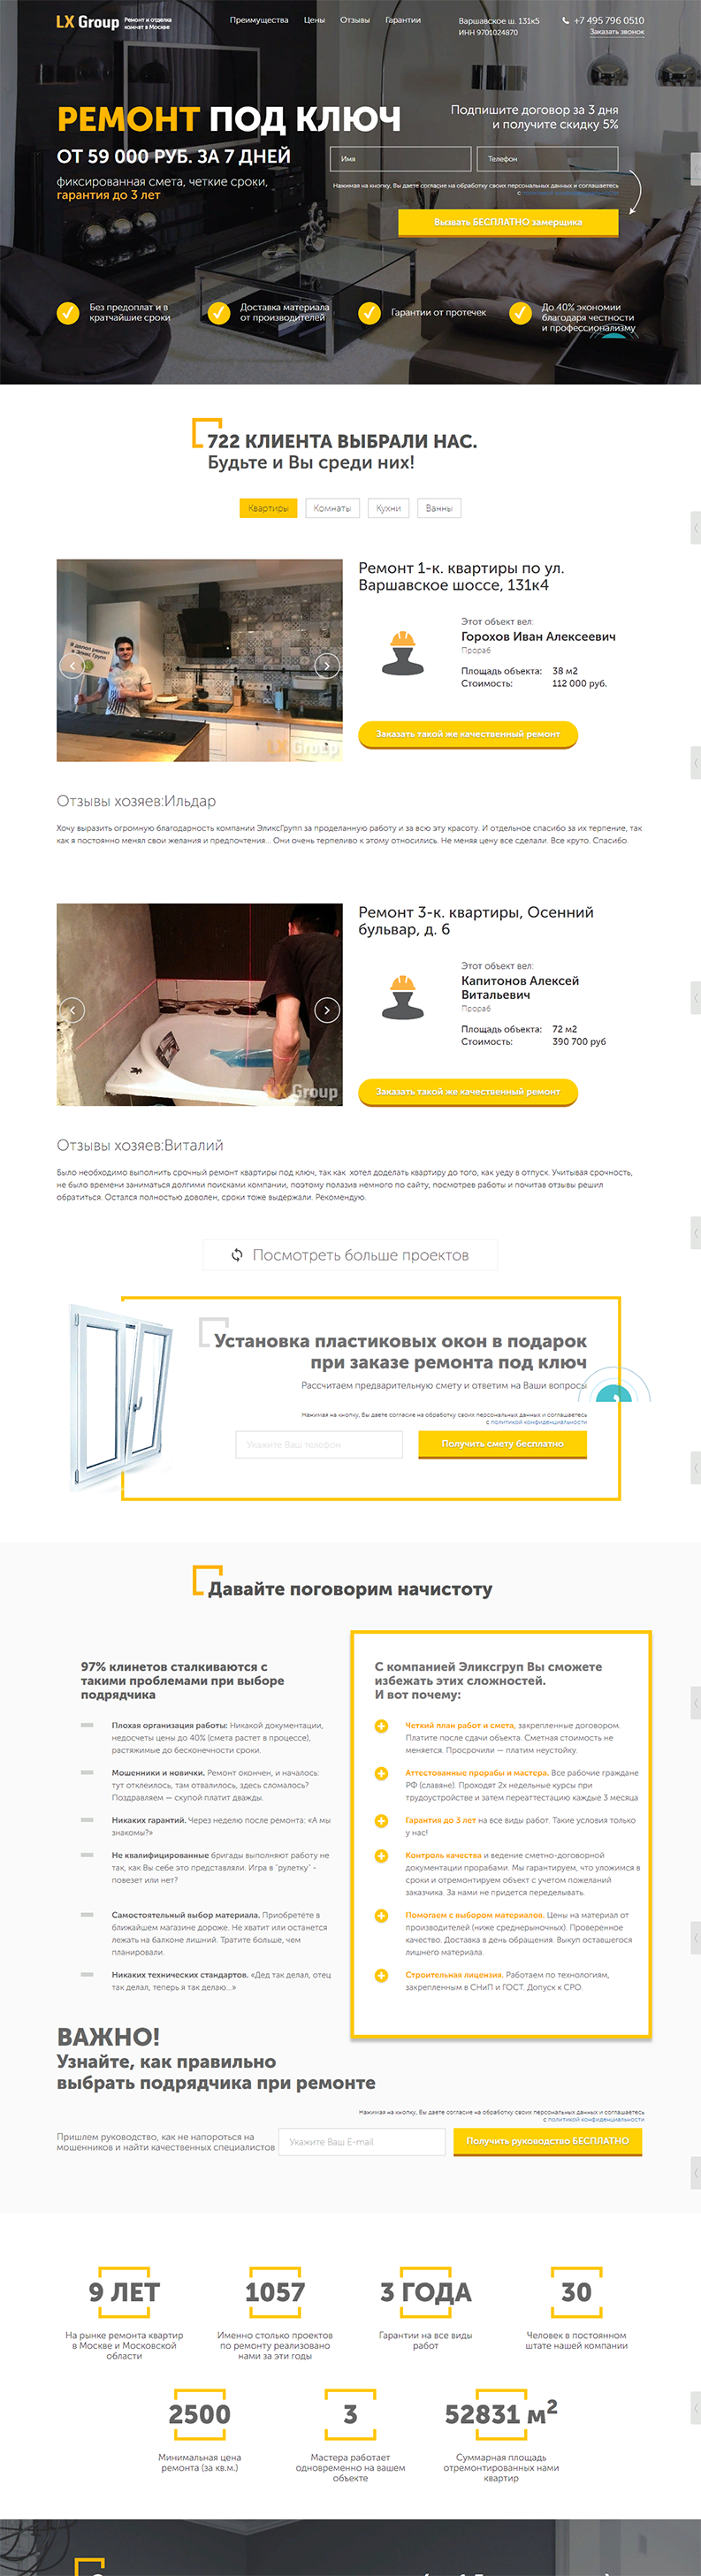 LX Group
Ремонт и отделка
комнат в Москве
Преимущества Цены Отзывы Гарантии
Варшавское ш. 131к5
ИНН 9701024870
+7 495 796 0510
Заказать звонок
РЕМОНТ ПОД КЛЮЧ
ОТ 59 000 РУБ. ЗА 7 ДНЕЙ
фиксированная смета, четкие сроки,
гарантия до 3 лет
Подпишите договор за 3 дня
и получите скидку 5%
Имя
Телефон
Нажимая на кнопку, Вы даете согласие на обработку своих персональных данных и соглашаетесь
с политикой конфиденциальности
Вызвать БЕСПЛАТНО замерщика
Без предоплат и в
кратчайшие сроки
Доставка материала
от производителей
Гарантии от протечек
До 40% экономии
благодаря честности
и профессионализму
722 КЛИЕНТА ВЫБРАЛИ НАС.
Будьте и Вы среди них!
Квартиры Комнаты Кухни Ванны
Я делал ремонт
в Эликс Групп
LX Group
Ремонт 1-к. квартиры по ул.
Варшавское шоссе, 131к4
Этот объект вел:
Горохов Иван Алексеевич
Прораб
Площадь объекта: 38 м2
Стоимость: 112 000 руб.
Заказать такой же качественный ремонт
Отзывы хозяев:Ильдар
Хочу выразить огромную благодарность компании ЭликсГрупп за проделанную работу и за всю эту красоту. И отдельное спасибо за их терпение, так
как я постоянно менял свои желания и предпочтения... Они очень терпеливо к этому относились. Не меняя цену все сделали. Все круто. Спасибо.
LX Group
Ремонт 3-к. квартиры, Осенний
бульвар, д. 6
Этот объект вел:
Капитонов Алексей
Витальевич
Прораб
Площадь объекта: 72 м2
Стоимость: 390 700 руб
Заказать такой же качественный ремонт
Отзывы хозяев:Виталий
Было необходимо выполнить срочный ремонт квартиры под ключ, так как хотел доделать квартиру до того, как уеду в отпуск. Учитывая срочность,
не было времени заниматься долгими поисками компании, поэтому полазив немного по сайту, посмотрев работы и почитав отзывы решил
обратиться. Остался полностью доволен, сроки тоже выдержали. Рекомендую.
Посмотреть больше проектов
Установка пластиковых окон в подарок
при заказе ремонта под ключ
Рассчитаем предварительную смету и ответим на Ваши вопросы
Нажимая на кнопку, Вы даете согласие на обработку своих персональных данных и соглашаетесь
с политикой конфиденциальности
Укажите Ваш телефон
Получить смету бесплатно
Давайте поговорим начистоту
97% клинетов сталкиваются с
такими проблемами при выборе
подрядчика
Плохая организация работы: Никакой документации,
недосчеты цены до 40% (смета растет в процессе),
растяжимые до бесконечности сроки.
Мошенники и новички. Ремонт окончен, и началось:
тут отклеилось, там отвалилось, здесь сломалось?
Поздравляем — скупой платит дважды.
Никаких гарантий. Через неделю после ремонта: «А мы
знакомы?»
Не квалифицированные бригады выполняют работу не
так, как Вы себе это представляли. Игра в "рулетку" -
повезет или нет?
Самостоятельный выбор материала. Приобретёте в
ближайшем магазине дороже. Не хватит или останется
лежать на балконе лишний. Тратите больше, чем
планировали.
Никаких технических стандартов. «Дед так делал, отец
так делал, теперь я так делаю...»
С компанией Эликсгруп Вы сможете
избежать этих сложностей.
И вот почему:
Четкий план работ и смета, закрепленные договором.
Платите после сдачи объекта. Сметная стоимость не
меняется. Просрочили — платим неустойку.
Аттестованные прорабы и мастера. Все рабочие граждане
РФ (славяне). Проходят 2х недельные курсы при
трудоустройстве и затем переаттестацию каждые 3 месяца
Гарантия до 3 лет на все виды работ. Такие условия только
у нас!
Контроль качества и ведение сметно-договорной
документации прорабами. Мы гарантируем, что уложимся в
сроки и отремонтируем объект с учетом пожеланий
заказчика. За нами не придется переделывать.
Помогаем с выбором материалов. Цены на материал от
производителей (ниже среднерыночных). Проверенное
качество. Доставка в день обращения. Выкуп оставшегося
лишнего материала.
Строительная лицензия. Работаем по технологиям,
закрепленным в СНиП и ГОСТ. Допуск к СРО.
ВАЖНО!
Узнайте, как правильно
выбрать подрядчика при ремонте
Нажимая на кнопку, Вы даете согласие на обработку своих персональных данных и соглашаетесь
с политикой конфиденциальности
Пришлем руководство, как не напороться на
мошенников и найти качественных специалистов
Укажите Ваш E-mail
Получить руководство БЕСПЛАТНО
9 ЛЕТ
На рынке ремонта квартир
в Москве и Московской
области
1057
Именно столько проектов
по ремонту реализовано
нами за эти годы
3 ГОДА
Гарантии на все виды
работ
30
Человек в постоянном
штате нашей компании
2500
Минимальная цена
ремонта (за кв.м.)
3
Мастера работает
одновременно на вашем
объекте
52831 м²
Суммарная площадь
отремонтированных нами
квартир